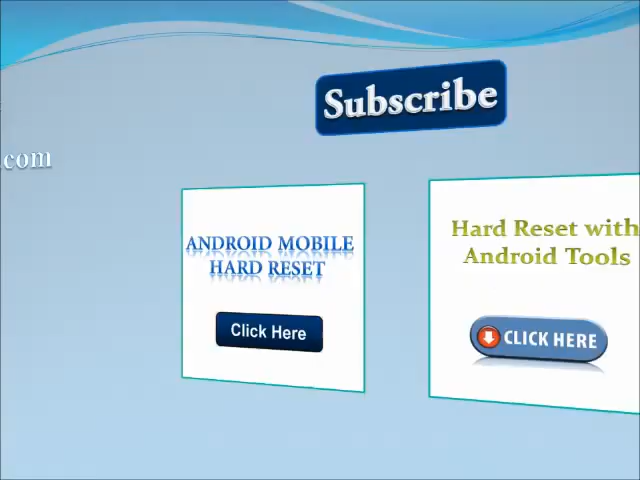 Subscribe
.com
ANDROID MOBILE
HARD RESET
Click Here
Hard Reset with
Android Tools
CLICK HERE